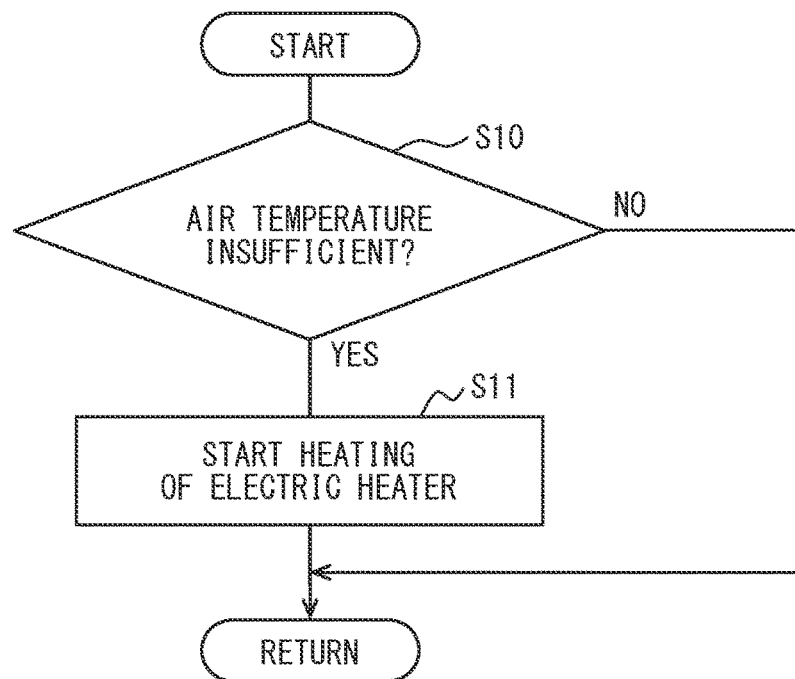 START
S10
AIR TEMPERATURE
INSUFFICIENT?
NO
YES
S11
START HEATING
OF ELECTRIC HEATER
RETURN